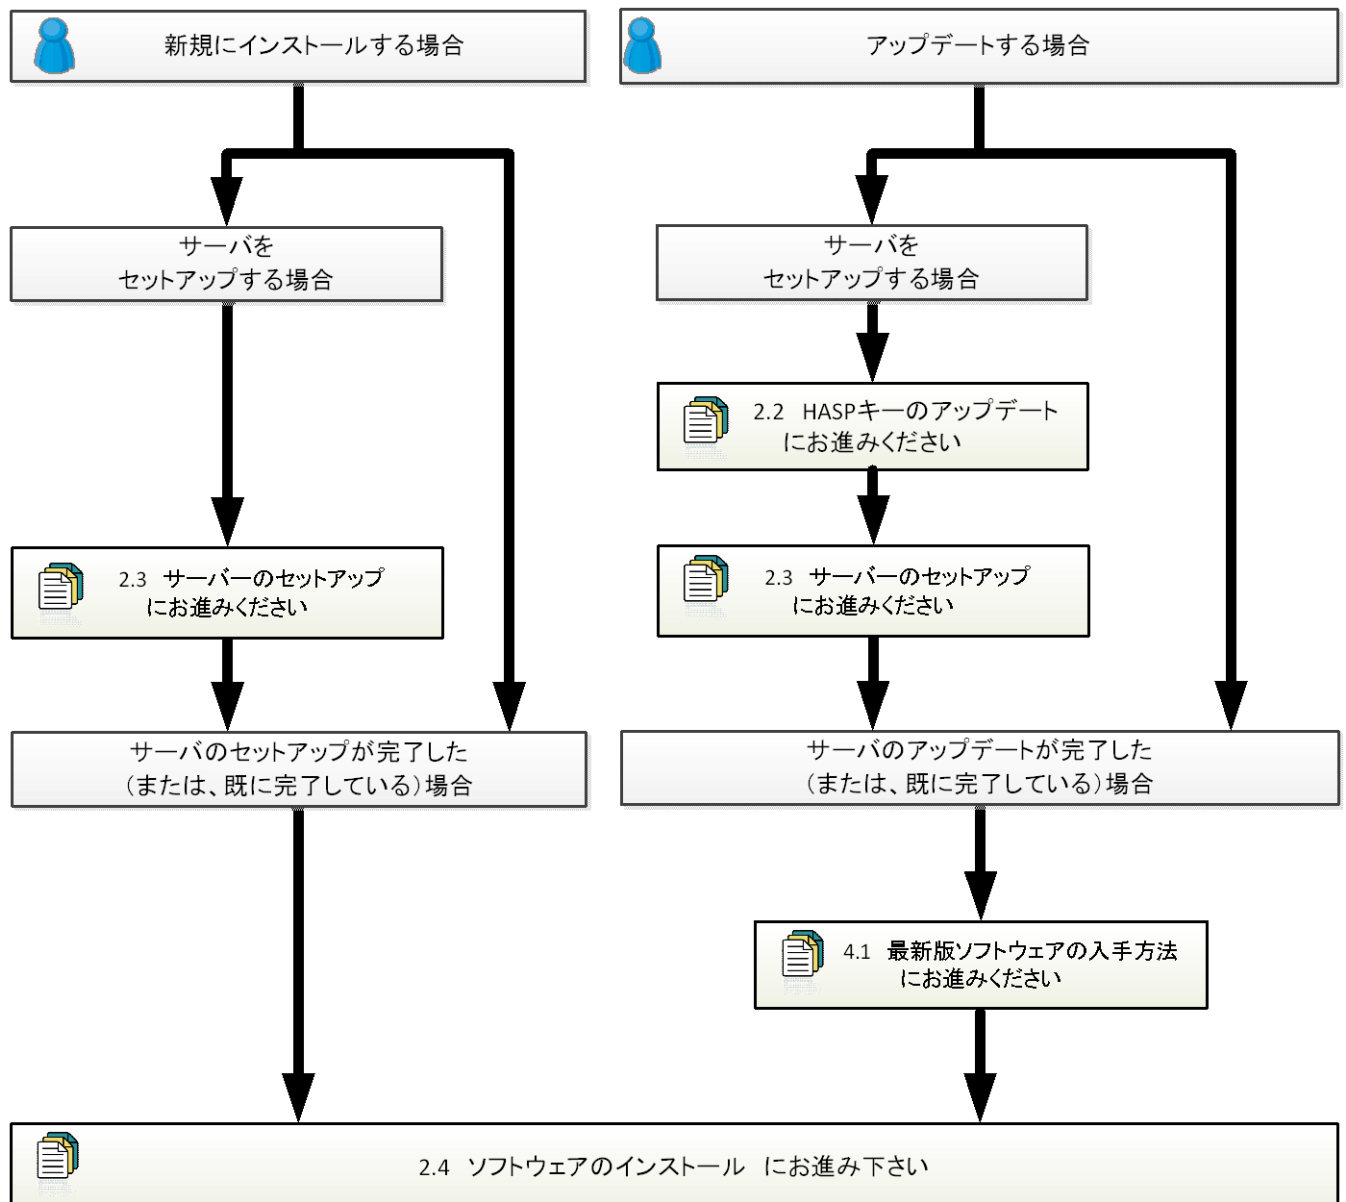 新規にインストールする場合
アップデートする場合
サーバを
セットアップする場合
サーバを
セットアップする場合
2.2 HASPキーのアップデート
にお進みください
2.3 サーバーのセットアップ
にお進みください
2.3 サーバーのセットアップ
にお進みください
サーバのセットアップが完了した
（または、既に完了している）場合
サーバのアップデートが完了した
（または、既に完了している）場合
4.1 最新版ソフトウェアの入手方法
にお進みください
2.4 ソフトウェアのインストール にお進み下さい